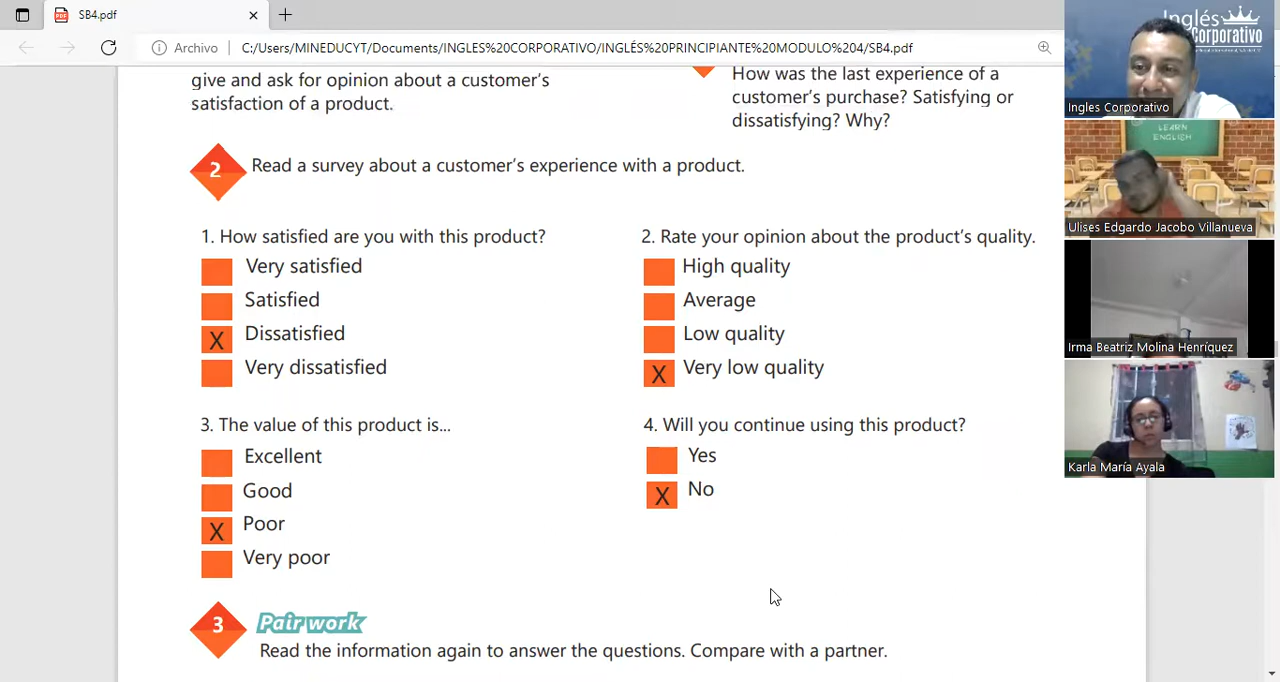 SB4.pdf
Archivo
C:/Users/MINEDUCYT/Documents/INGLES%20CORPORATIVO/INGLÉS%20PRINCIPIANTE%20MODULO%204/SB4.pdf
give and ask for opinion about a customer's
satisfaction of a product.
How was the last experience of a
customer's purchase? Satisfying or
dissatisfying? Why?
2
Read a survey about a customer's experience with a product.
1. How satisfied are you with this product?
Very satisfied
Satisfied
X Dissatisfied
Very dissatisfied
2. Rate your opinion about the product's quality.
High quality
Average
Low quality
X Very low quality
3. The value of this product is...
Excellent
Good
X Poor
Very poor
4. Will you continue using this product?
Yes
X No
3
Pair work
Read the information again to answer the questions. Compare with a partner.
Inglés
Corporativo
Ingles Corporativo
LEARN
ENGLISH
Ulises Edgardo Jacobo Villanueva
Irma Beatriz Molina Henríquez
Karla María Ayala